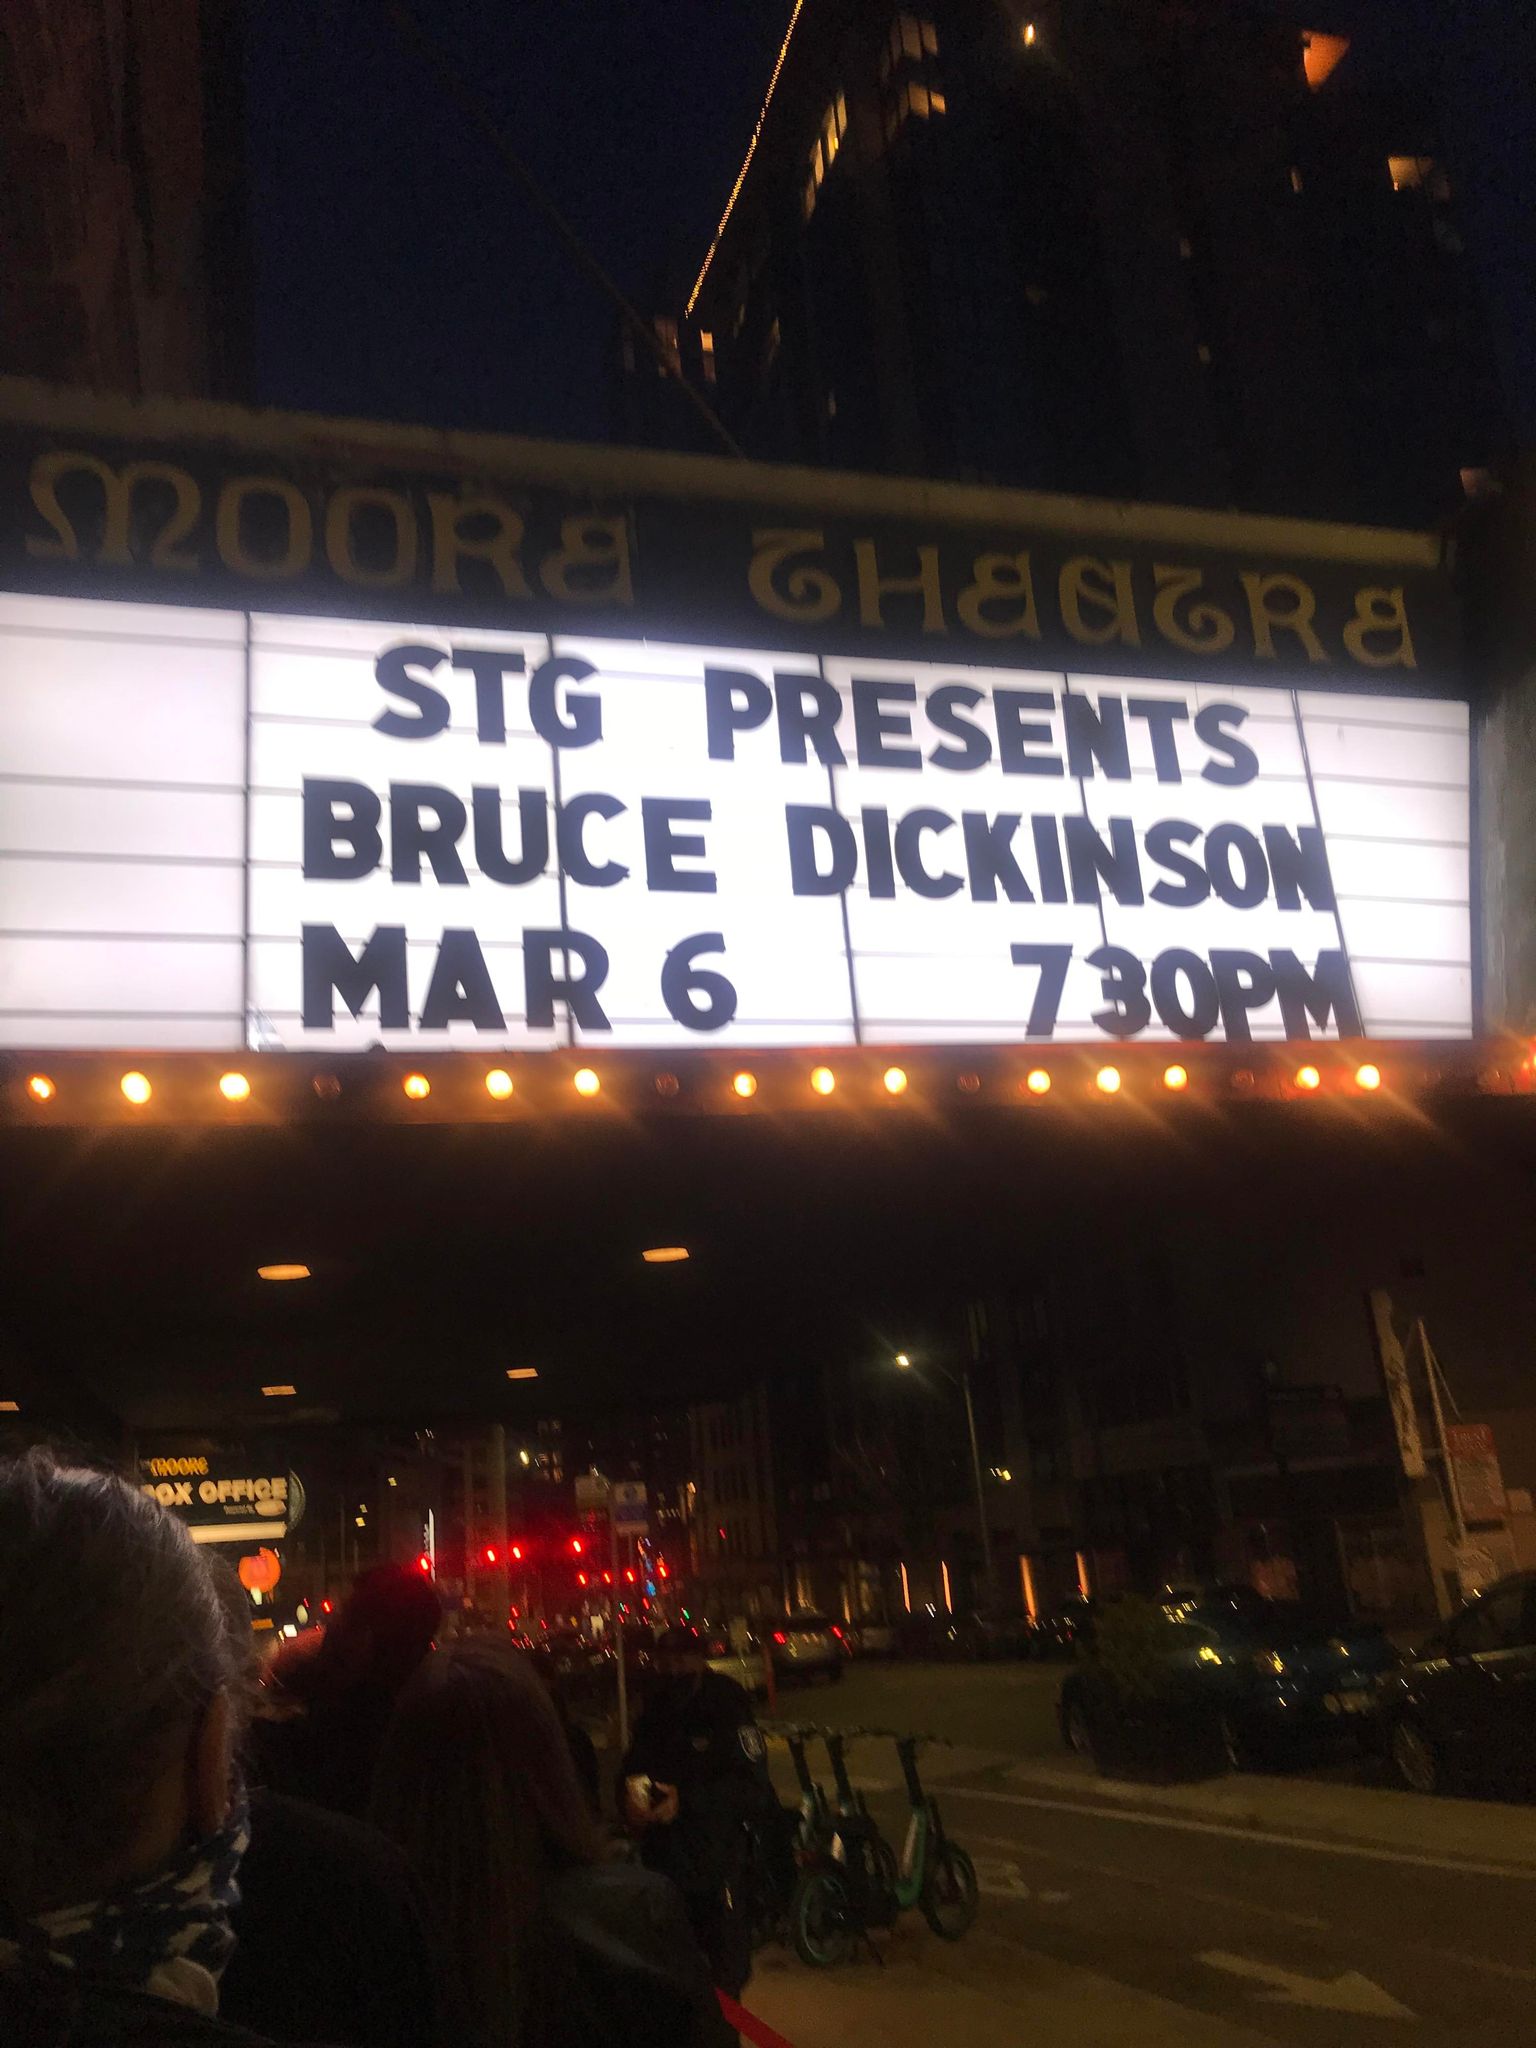 MOORE THEATRE
STG PRESENTS
BRUCE DICKINSON
MAR 6 730PM
MOORE
BOX OFFICE